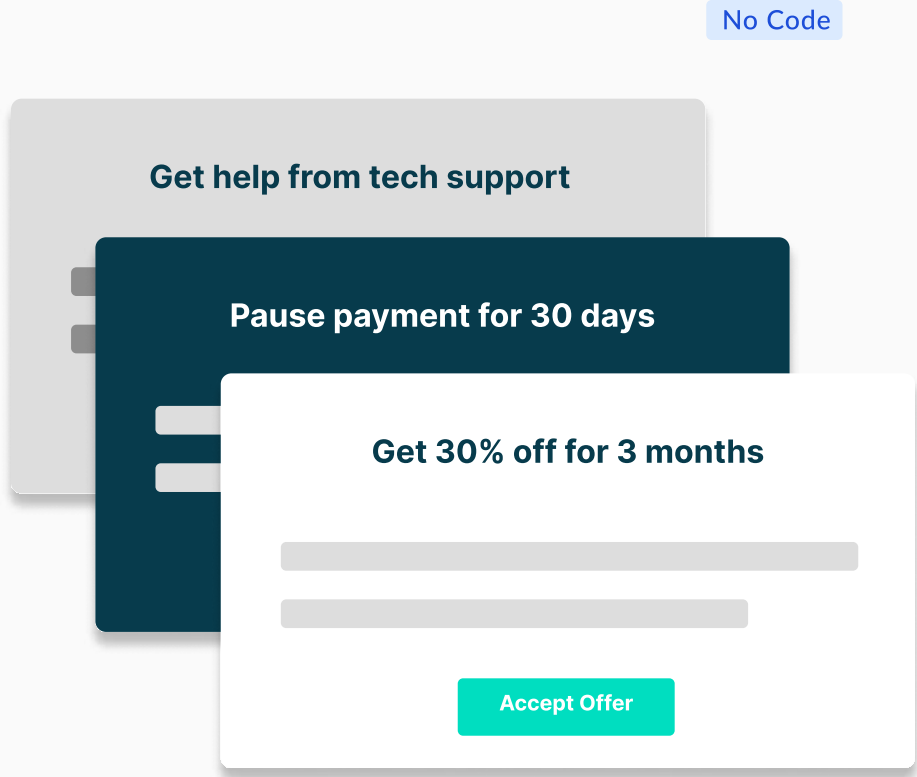 No Code
Get help from tech support
Pause payment for 30 days
Get 30% off for 3 months
Accept Offer